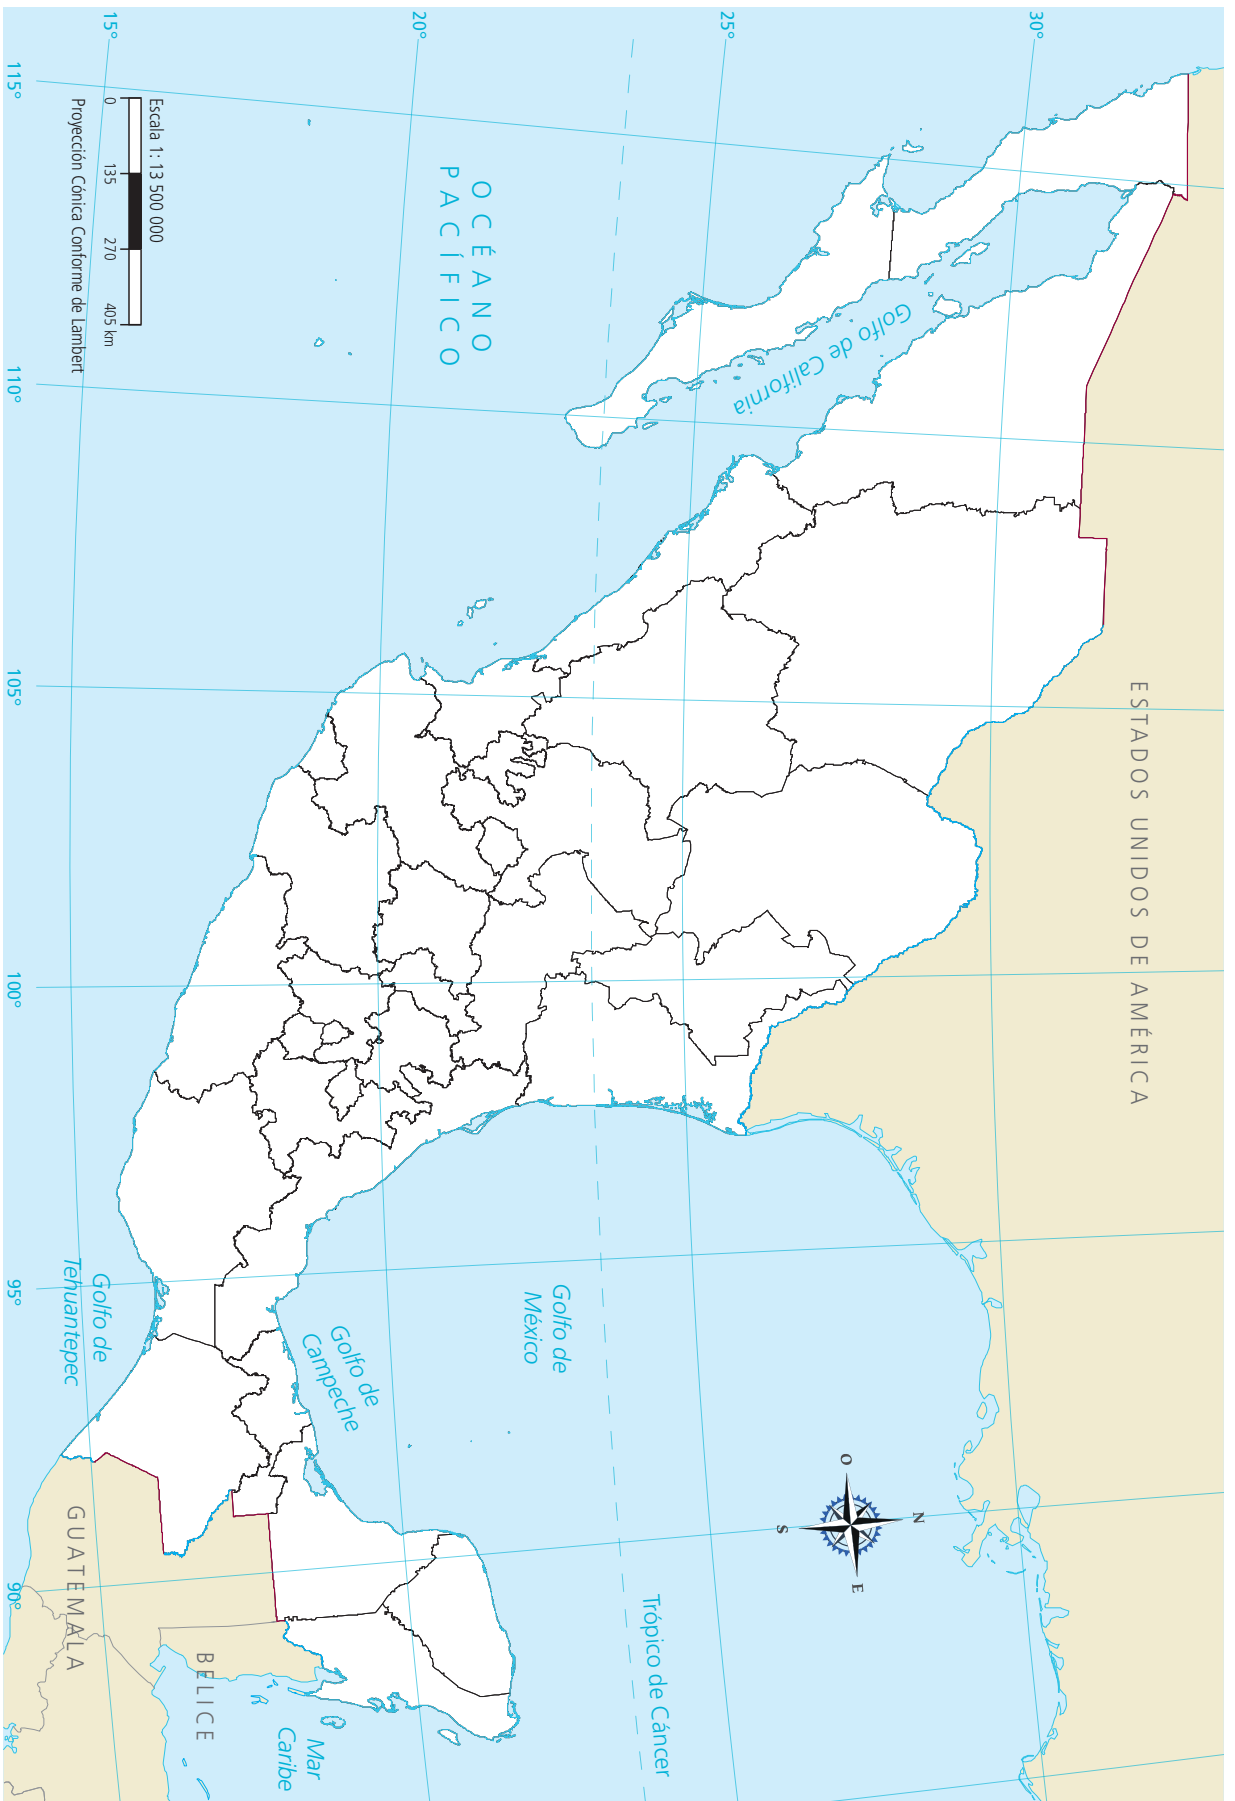 30°
25°
20°
15°
115°
110°
105°
100°
95°
90°
ESTADOS UNIDOS DE AMÉRICA
Golfo de California
OCÉANO
PACÍFICO
Golfo de
México
Golfo de
Campeche
Golfo de
Tehuantepec
Trópico de Cáncer
Mar
Caribe
BELICE
GUATEMALA
N
O
E
S
Escala 1: 13 500 000
0 135 270 405 km
Proyección Cónica Conforme de Lambert